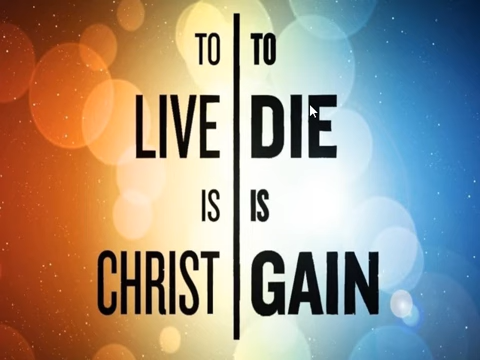 TO
LIVE
IS
CHRIST
TO
DIE
IS
GAIN